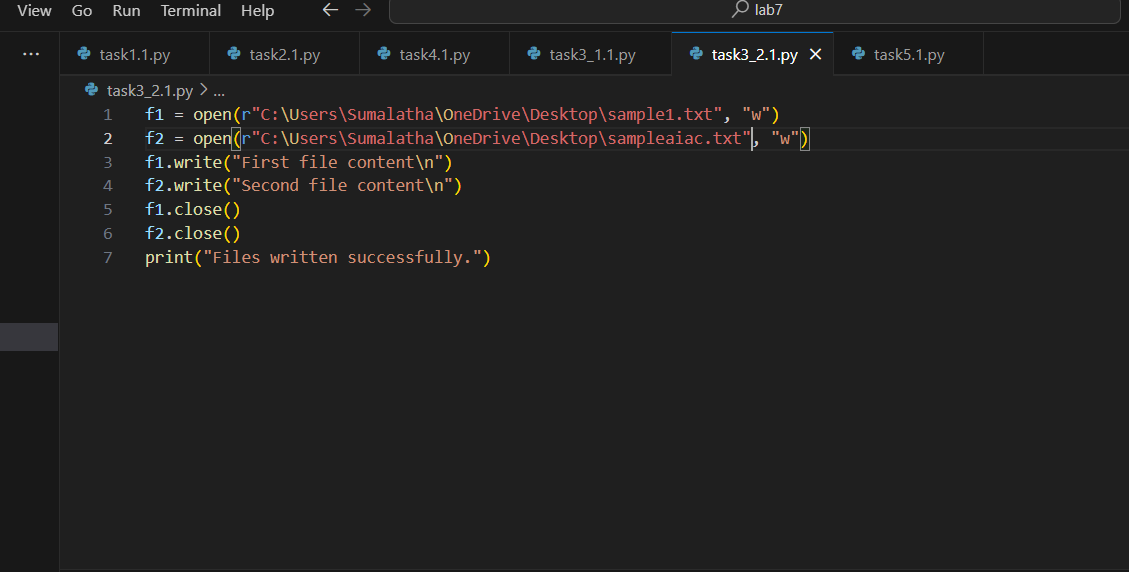 View Go Run Terminal Help ← → lab7
... task1.1.py task2.1.py task4.1.py task3_1.1.py task3_2.1.py × task5.1.py
task3_2.1.py > ...
1 f1 = open(r"C:\Users\Sumalatha\OneDrive\Desktop\sample1.txt", "w")
2 f2 = open(r"C:\Users\Sumalatha\OneDrive\Desktop\sampleaiac.txt", "w")
3 f1.write("First file content\n")
4 f2.write("Second file content\n")
5 f1.close()
6 f2.close()
7 print("Files written successfully.")